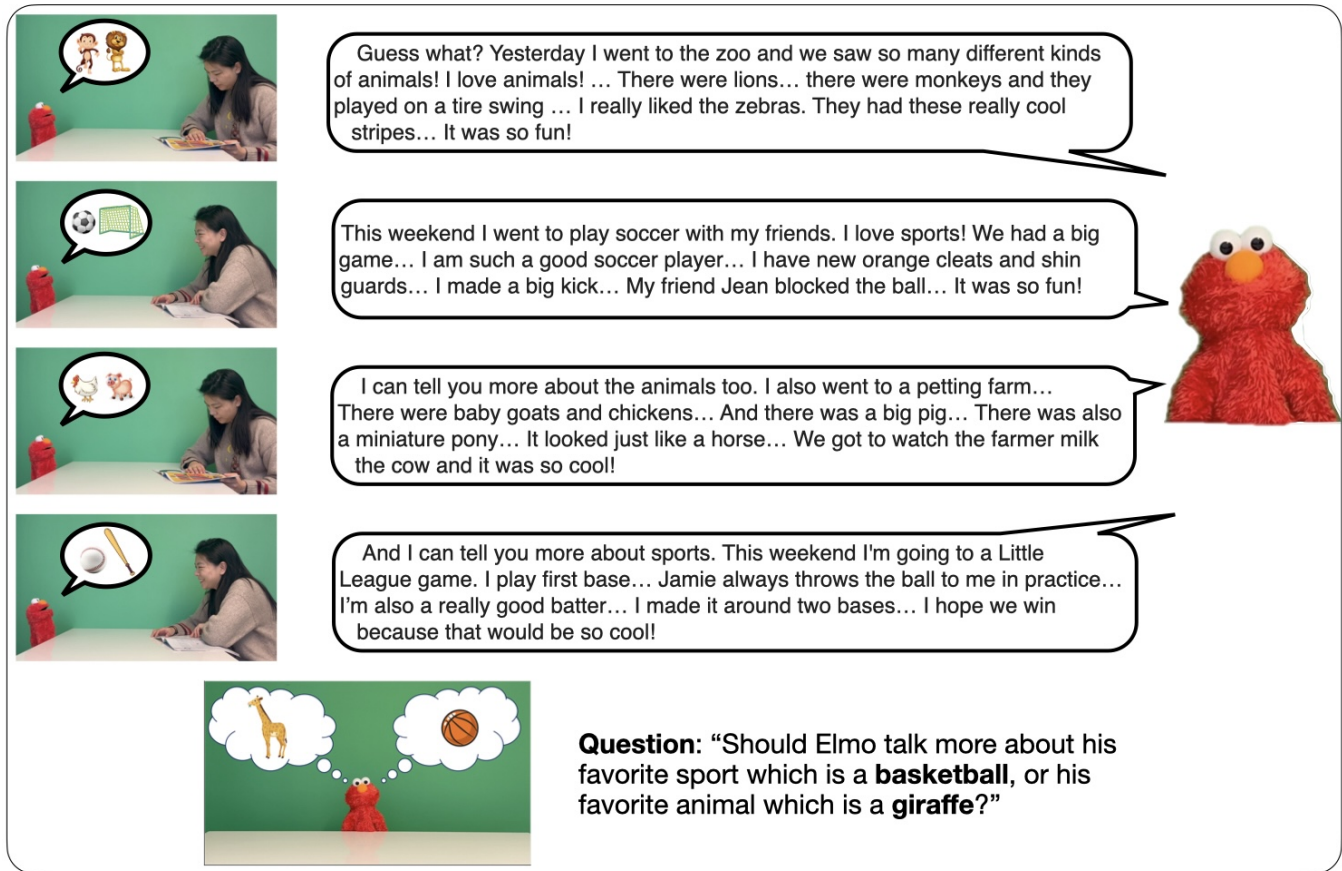 Guess what? Yesterday I went to the zoo and we saw so many different kinds
of animals! I love animals! … There were lions… there were monkeys and they
played on a tire swing … I really liked the zebras. They had these really cool
stripes… It was so fun!
This weekend I went to play soccer with my friends. I love sports! We had a big
game… I am such a good soccer player… I have new orange cleats and shin
guards… I made a big kick… My friend Jean blocked the ball… It was so fun!
I can tell you more about the animals too. I also went to a petting farm…
There were baby goats and chickens… And there was a big pig… There was also
a miniature pony… It looked just like a horse… We got to watch the farmer milk
the cow and it was so cool!
And I can tell you more about sports. This weekend I'm going to a Little
League game. I play first base… Jamie always throws the ball to me in practice…
I’m also a really good batter… I made it around two bases… I hope we win
because that would be so cool!
Question: “Should Elmo talk more about his
favorite sport which is a basketball, or his
favorite animal which is a giraffe?”